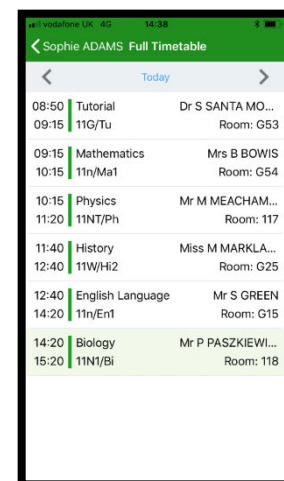 vodafone UK 4G 14:38
Sophie ADAMS Full Timetable
Today
08:50 Tutorial Dr S SANTA MO...
09:15 11G/Tu Room: G53
09:15 Mathematics Mrs B BOWIS
10:15 11n/Ma1 Room: G54
10:15 Physics Mr M MEACHAM...
11:20 11NT/Ph Room: 117
11:40 History Miss M MARKLA...
12:40 11W/Hi2 Room: G25
12:40 English Language Mr S GREEN
14:20 11n/En1 Room: G15
14:20 Biology Mr P PASZKIEWI...
15:20 11N1/Bi Room: 118